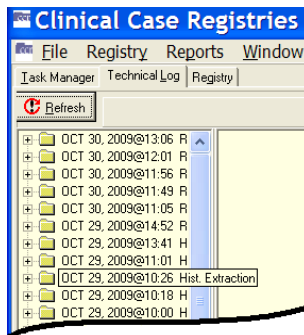 Clinical Case Registries
File Registry Reports Window
Task Manager Technical Log Registry
Refresh
OCT 30, 2009@13:06 R
OCT 30, 2009@12:01 R
OCT 30, 2009@11:56 R
OCT 30, 2009@11:49 R
OCT 30, 2009@11:05 R
OCT 29, 2009@14:52 R
OCT 29, 2009@13:41 H
OCT 29, 2009@11:01 H
OCT 29, 2009@10:26 Hist. Extraction
OCT 29, 2009@10:18 H
OCT 29, 2009@10:00 H